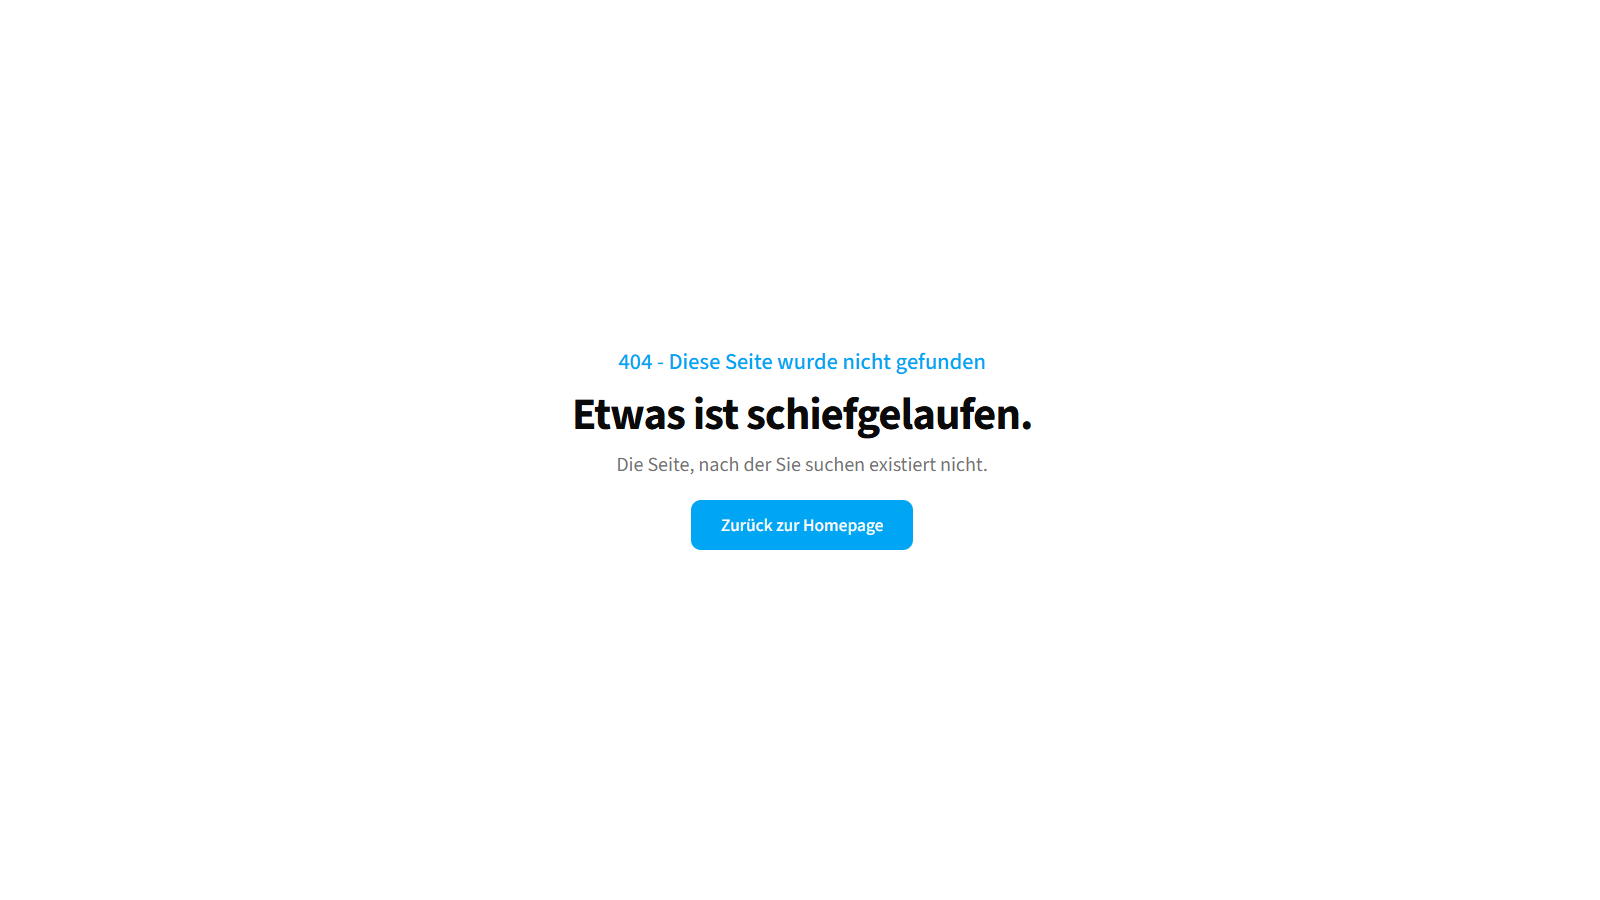 404 - Diese Seite wurde nicht gefunden
Etwas ist schiefgelaufen.
Die Seite, nach der Sie suchen existiert nicht.
Zurück zur Homepage